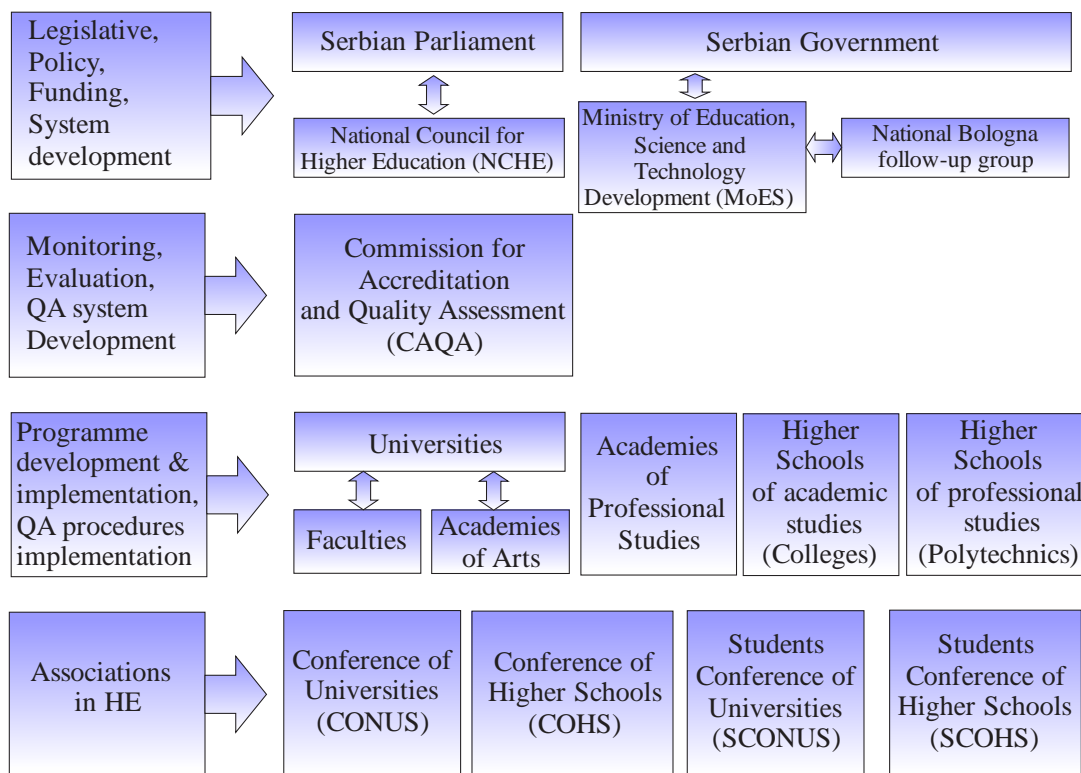 Legislative,
Policy,
Funding,
System
development
Serbian Parliament
Serbian Government
National Council for
Higher Education (NCHE)
Ministry of Education,
Science and
Technology
Development (MoES)
National Bologna
follow-up group
Monitoring,
Evaluation,
QA system
Development
Commission for
Accreditation
and Quality Assessment
(CAQA)
Programme
development &
implementation,
QA procedures
implementation
Universities
Faculties
Academies
of Arts
Academies
of
Professional
Studies
Higher
Schools
of academic
studies
(Colleges)
Higher
Schools
of professional
studies
(Polytechnics)
Associations
in HE
Conference of
Universities
(CONUS)
Conference of
Higher Schools
(COHS)
Students
Conference of
Universities
(SCONUS)
Students
Conference of
Higher Schools
(SCOHS)